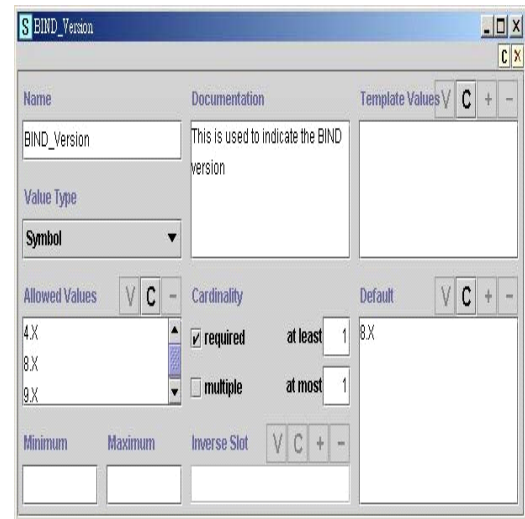 S BIND_Version
C ×
Name
BIND_Version
Value Type
Symbol
Documentation
This is used to indicate the BIND
version
Template Values V C + -
Allowed Values V C -
4.X
8.X
9.X
Cardinality
required at least 1
multiple at most 1
Default V C + -
8.X
Minimum
Maximum
Inverse Slot V C + -